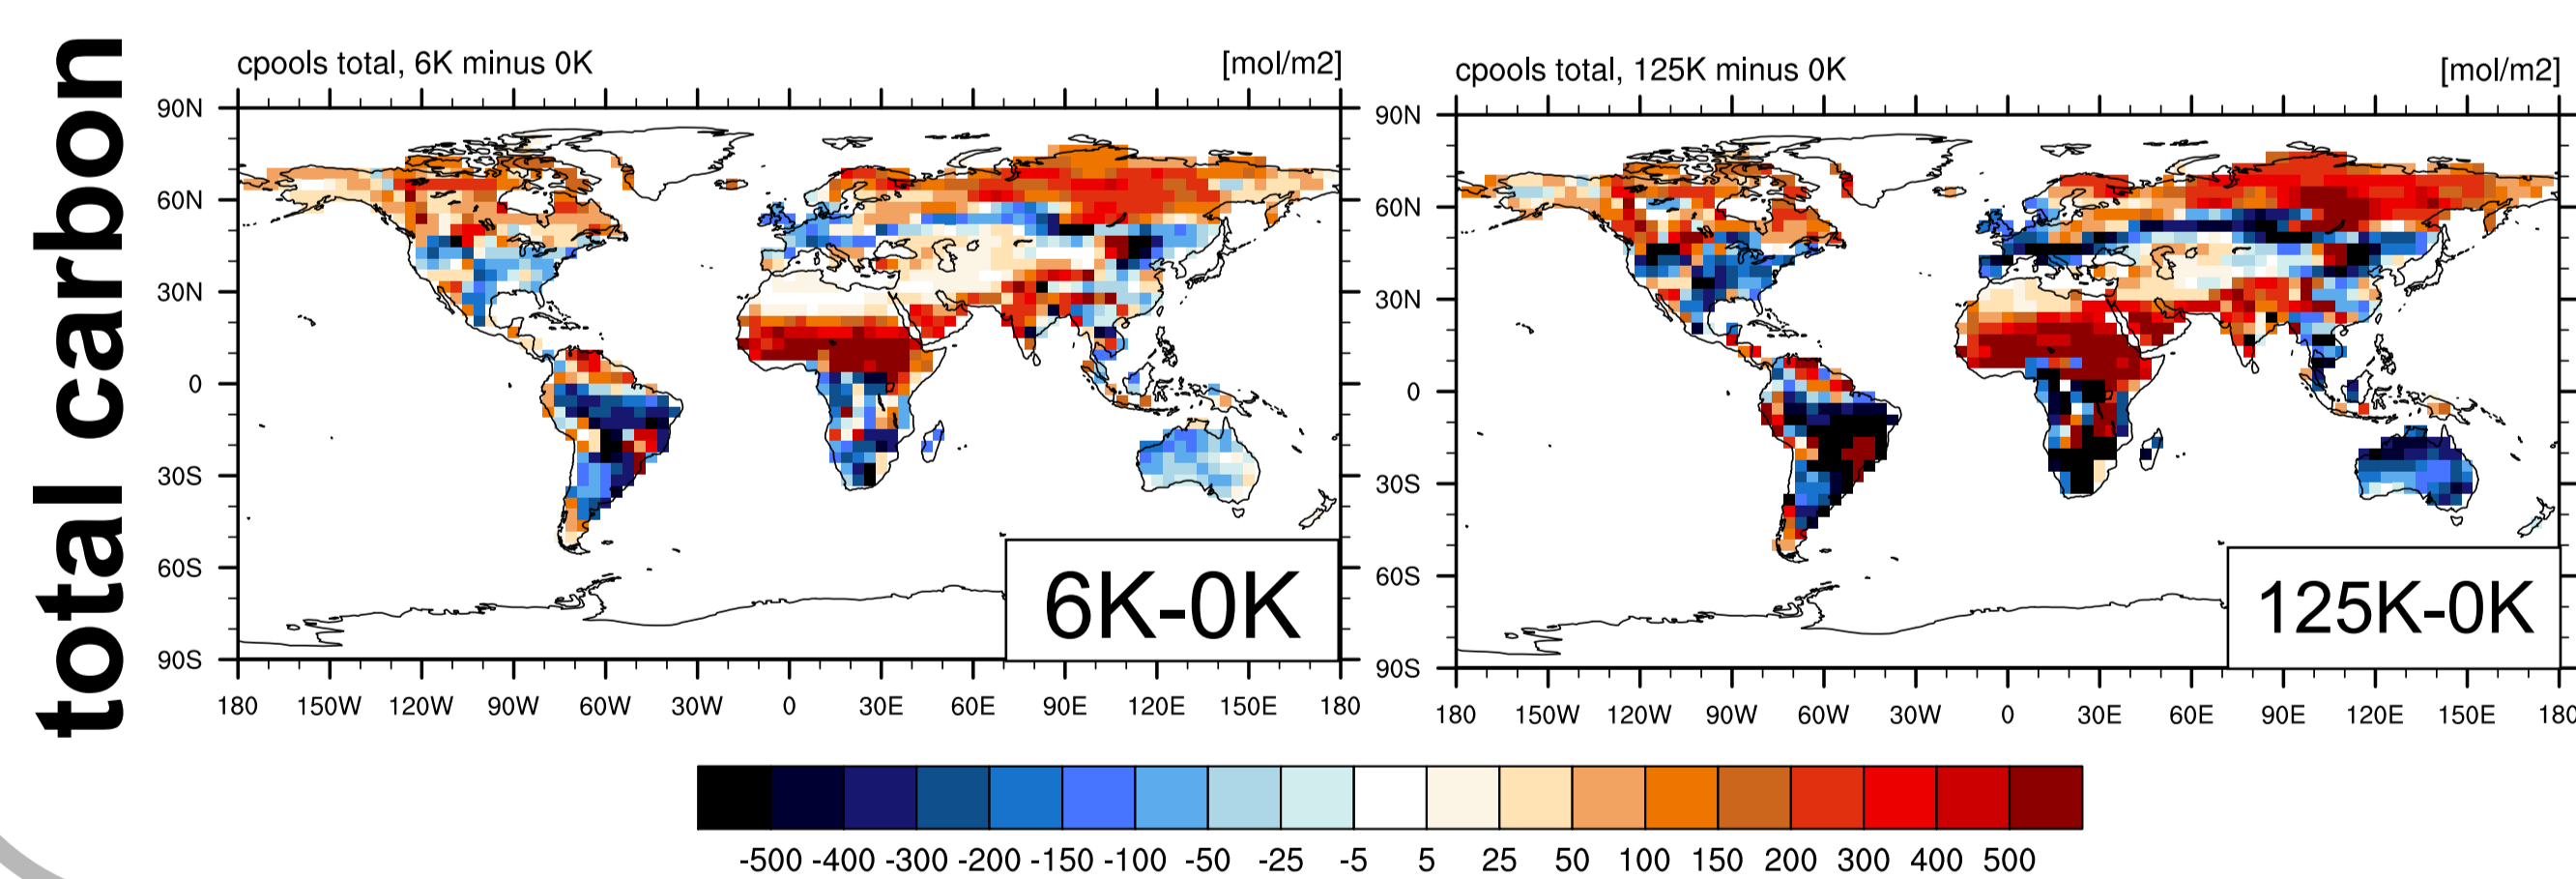 total carbon
cpools total, 6K minus 0K [mol/m2]
90N
60N
30N
0
30S
60S
90S
180 150W 120W 90W 60W 30W 0 30E 60E 90E 120E 150E 180
6K-0K
cpools total, 125K minus 0K [mol/m2]
90N
60N
30N
0
30S
60S
90S
180 150W 120W 90W 60W 30W 0 30E 60E 90E 120E 150E 180
125K-0K
-500 -400 -300 -200 -150 -100 -50 -25 -5 5 25 50 100 150 200 300 400 500